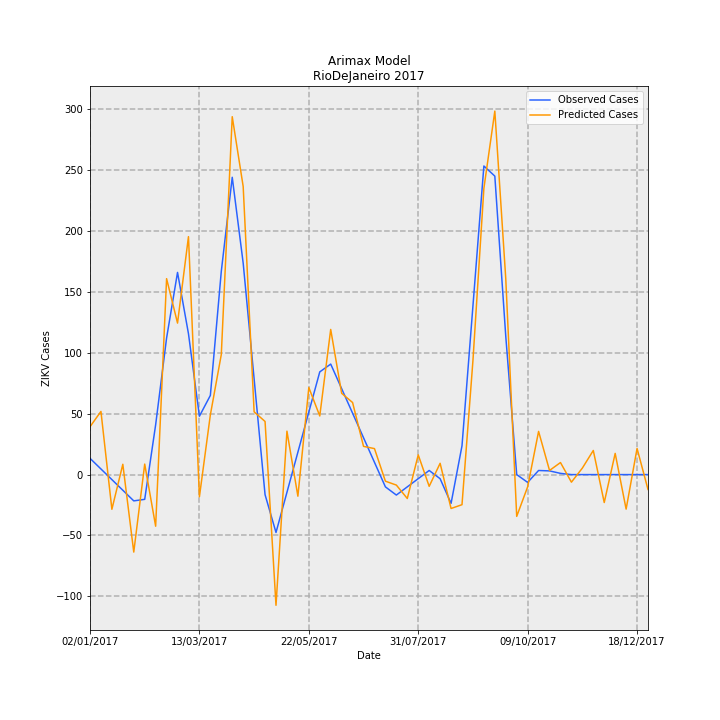 Arimax Model
RioDeJaneiro 2017
Observed Cases
Predicted Cases
ZIKV Cases
300
250
200
150
100
50
0
−50
−100
02/01/2017 13/03/2017 22/05/2017 31/07/2017 09/10/2017 18/12/2017
Date